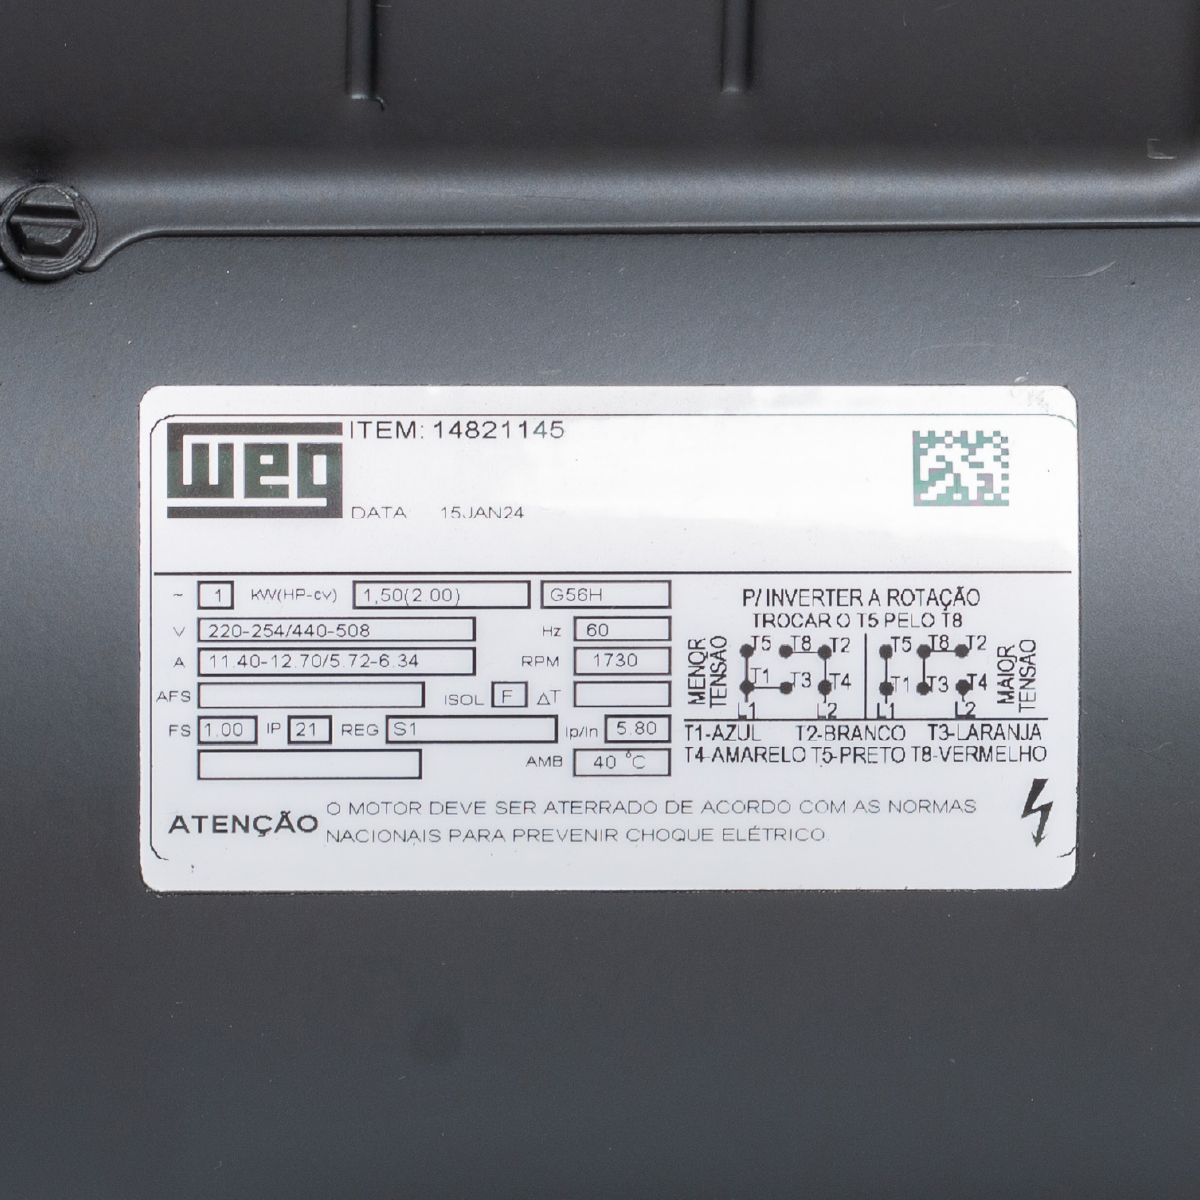 weg
ITEM: 14821145
DATA 15JAN24
~ 1 KW(HP-cv) 1,50(2.00) G56H
V 220-254/440-508 Hz 60
A 11.40-12.70/5.72-6.34 RPM 1730
AFS ISOL F ΔT
FS 1.00 IP 21 REG S1 Ip/In 5.80
AMB 40 °C
P/ INVERTER A ROTAÇÃO
TROCAR O T5 PELO T8
MENOR TENSÃO
T5 T8 T2
T1 T3 T4
L1 L2
T5 T8 T2
T1 T3 T4
L1 L2
MAIOR TENSÃO
T1-AZUL T2-BRANCO T3-LARANJA
T4-AMARELO T5-PRETO T8-VERMELHO
ATENÇÃO
O MOTOR DEVE SER ATERRADO DE ACORDO COM AS NORMAS
NACIONAIS PARA PREVENIR CHOQUE ELÉTRICO.